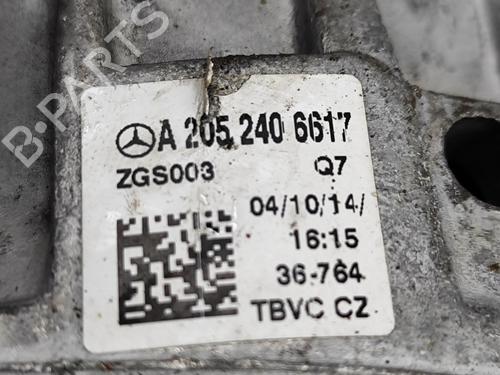 B-PARTS
A 205 240 6617
ZGS003 Q7
04/10/14/
16:15
36-764
TBVC CZ